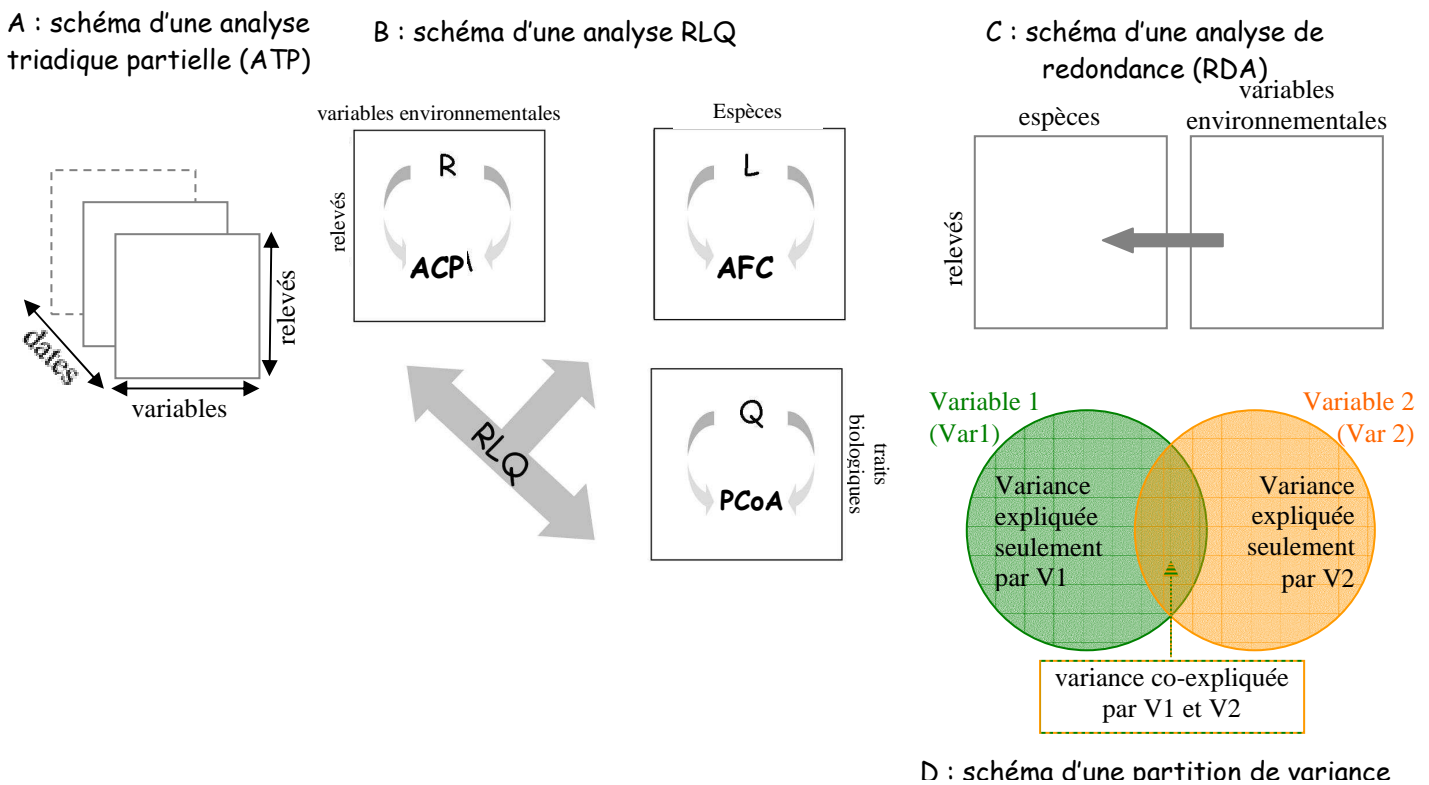 A : schéma d'une analyse
triadique partielle (ATP)
dates
variables
relevés
B : schéma d'une analyse RLQ
variables environnementales
relevés
R
ACP
Espèces
L
AFC
RLQ
Q
PCoA
traits
biologiques
C : schéma d'une analyse de
redondance (RDA)
espèces
variables
environnementales
relevés
Variable 1
(Var1)
Variable 2
(Var 2)
Variance
expliquée
seulement
par V1
Variance
expliquée
seulement
par V2
variance co-expliquée
par V1 et V2
D : schéma d'une partition de variance